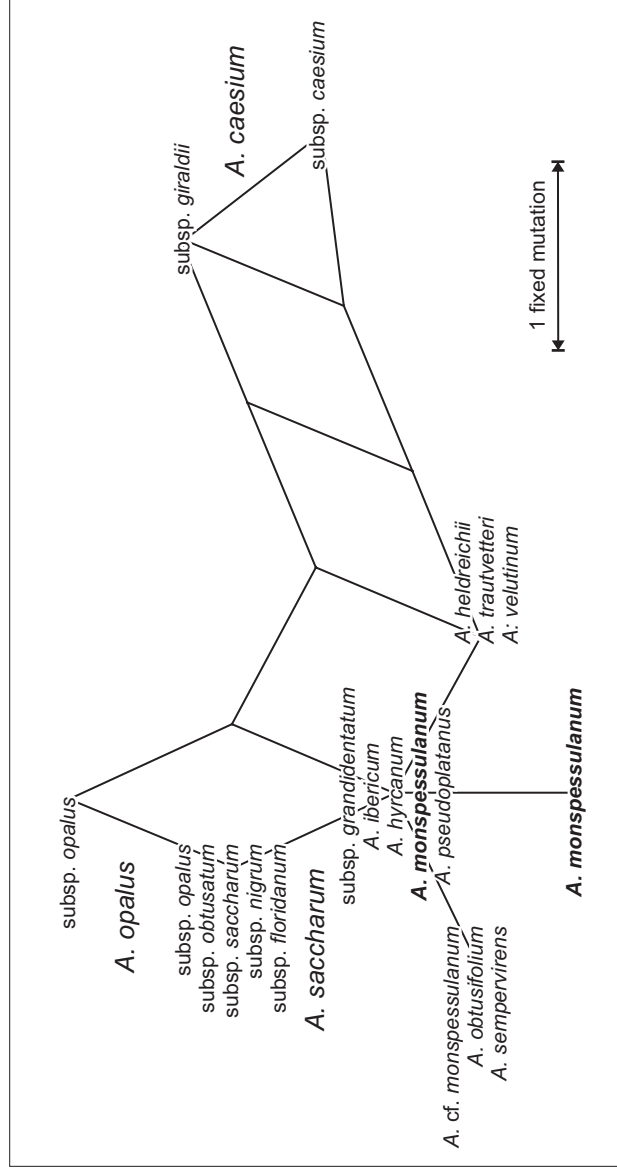 subsp. opalus
A. opalus
subsp. opalus
subsp. obtusatum
subsp. saccharum
subsp. nigrum
subsp. floridanum
A. saccharum
subsp. grandidentatum
A. ibericum
A. hyrcanum
A. monspessulanum
A. pseudoplatanus
A. cf. monspessulanum
A. obtusifolium
A. sempervirens
A. monspessulanum
A. heldreichii
A. trautvetteri
A: velutinum
subsp. giraldii
A. caesium
subsp. caesium
1 fixed mutation